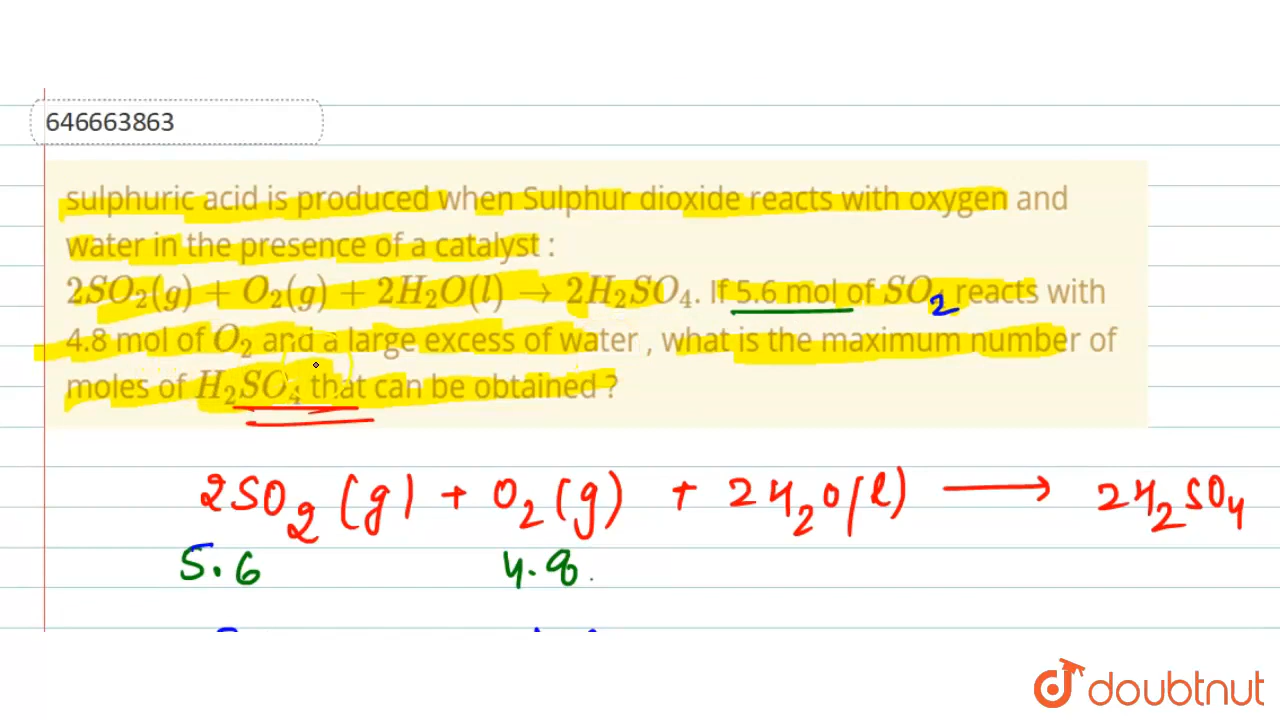 646663863
sulphuric acid is produced when Sulphur dioxide reacts with oxygen and
water in the presence of a catalyst :
2SO₂(g) + O₂(g) + 2H₂O(l) → 2H₂SO₄. If 5.6 mol of SO₂ reacts with
4.8 mol of O₂ and a large excess of water , what is the maximum number of
moles of H₂SO₄ that can be obtained ?
2SO₂ (g) + O₂ (g) + 2H₂O(l) ⟶ 2H₂SO₄
5.6 4.8
doubtnut